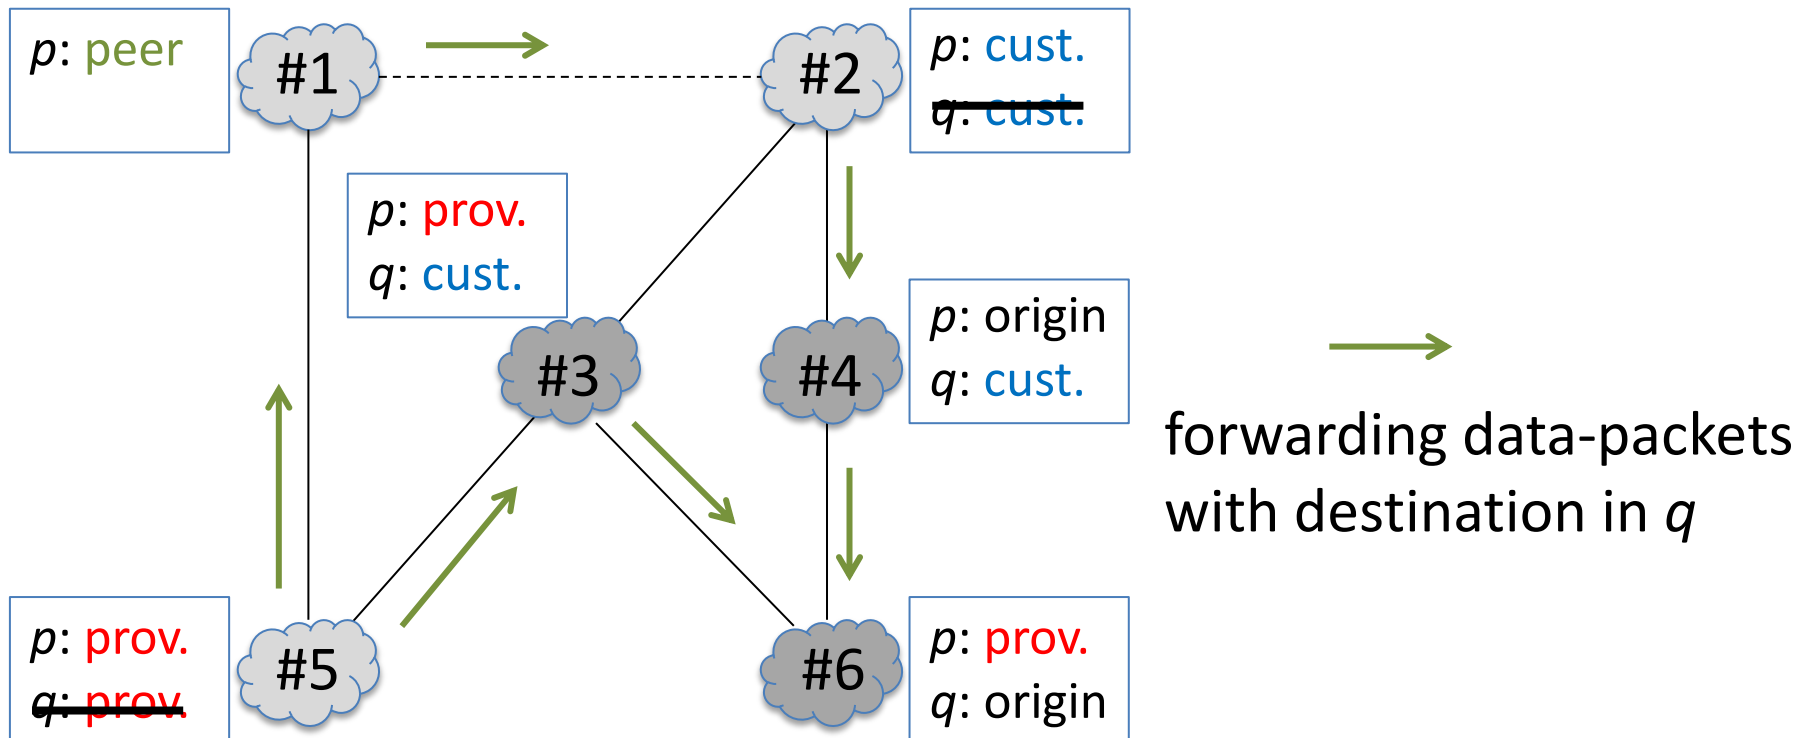 p: peer
#1
#2
p: cust.
q: cust.
p: prov.
q: cust.
#3
#4
p: origin
q: cust.
forwarding data-packets
with destination in q
p: prov.
q: prov.
#5
#6
p: prov.
q: origin